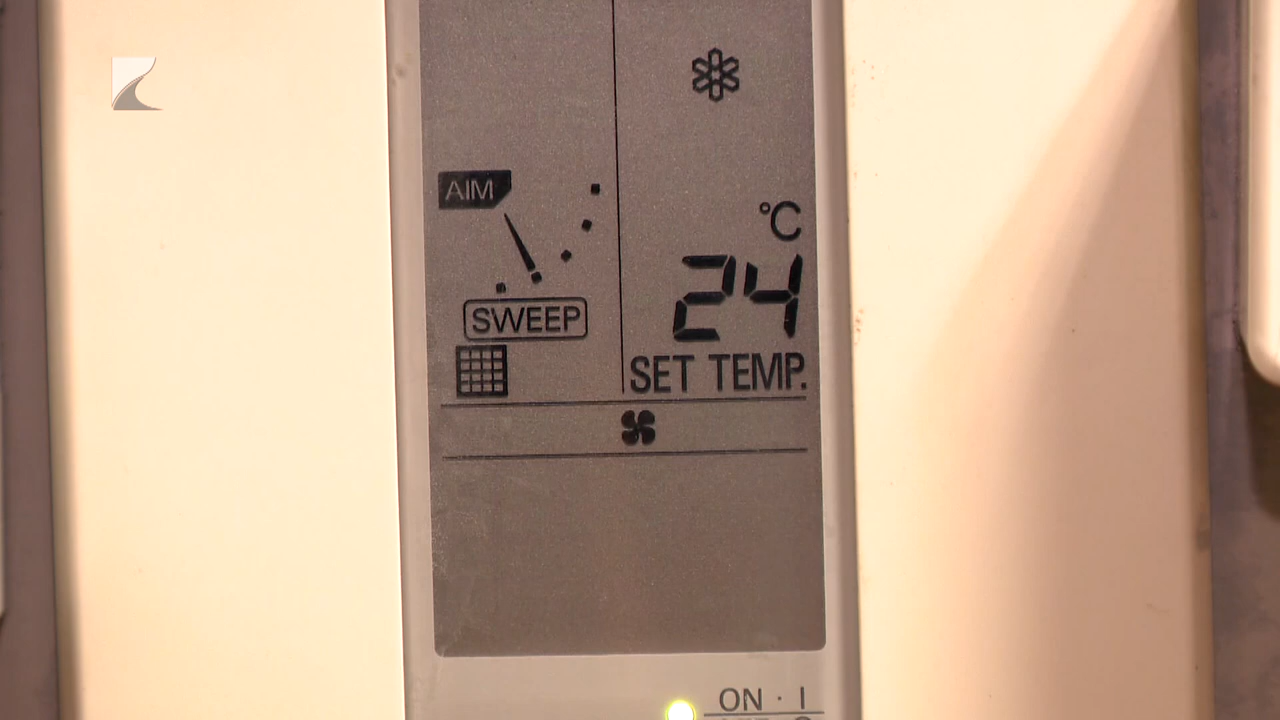 AIM
°C
24
SWEEP
SET TEMP.
ON · I